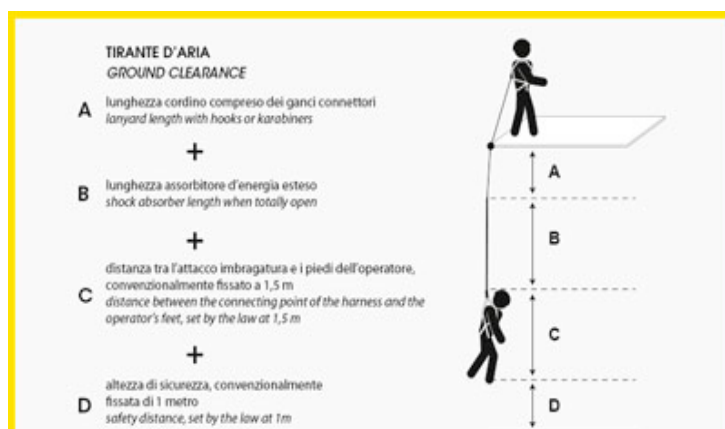 TIRANTE D'ARIA
GROUND CLEARANCE
A
lunghezza cordino compreso dei ganci connettori
lanyard length with hooks or karabiners
+
B
lunghezza assorbitore d'energia esteso
shock absorber length when totally open
+
C
distanza tra l'attacco imbragatura e i piedi dell'operatore,
convenzionalmente fissato a 1,5 m
distance between the connecting point of the harness and the
operator's feet, set by the law at 1,5 m
+
D
altezza di sicurezza, convenzionalmente
fissata di 1 metro
safety distance, set by the law at 1m
A
B
C
D